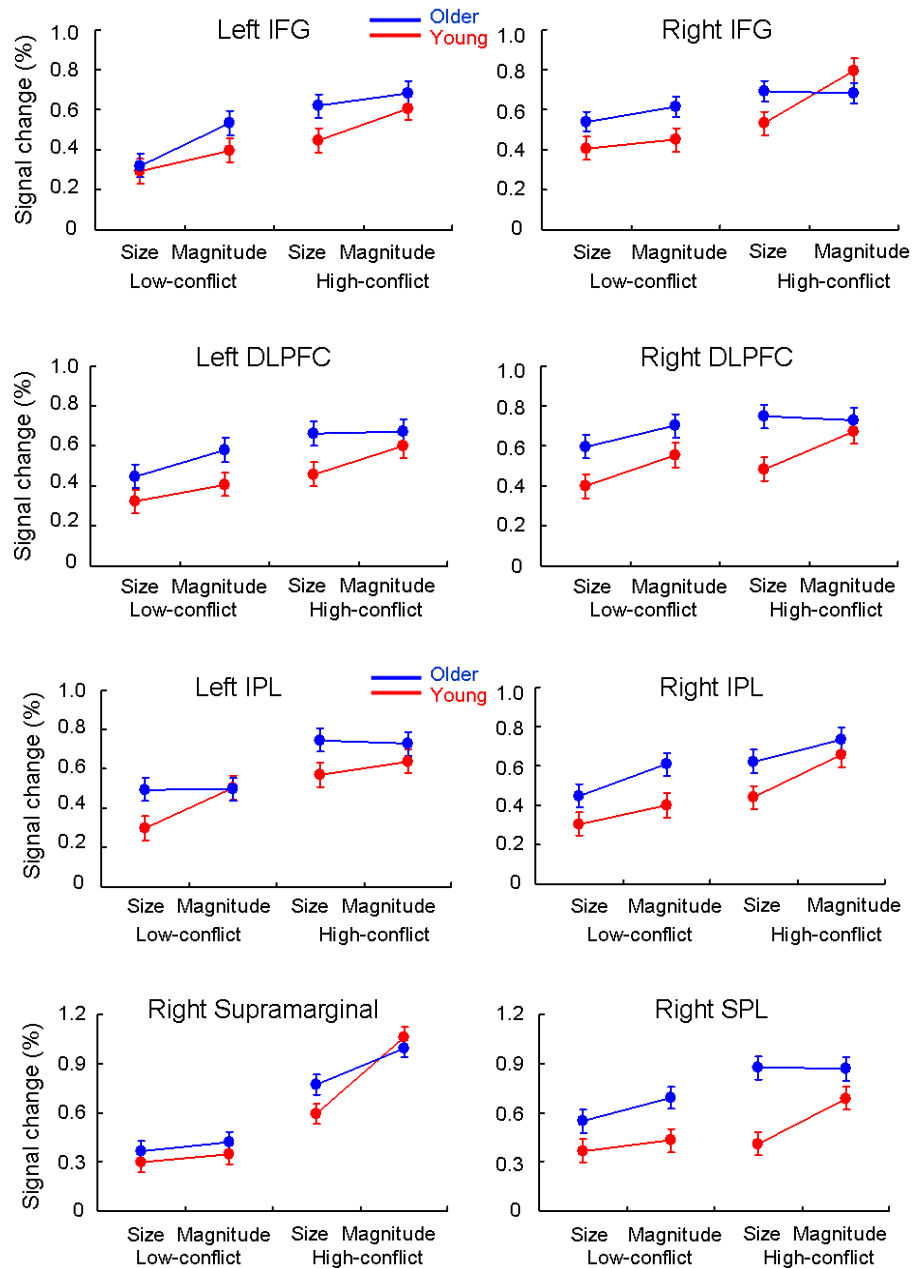 Left IFG
Older
Young
Right IFG
Signal change (%)
1.0
0.8
0.6
0.4
0.2
0
1.0
0.8
0.6
0.4
0.2
0
Size Magnitude Size Magnitude
Low-conflict High-conflict
Size Magnitude Size Magnitude
Low-conflict High-conflict
Left DLPFC
Right DLPFC
Signal change (%)
1.0
0.8
0.6
0.4
0.2
0
1.0
0.8
0.6
0.4
0.2
0
Size Magnitude Size Magnitude
Low-conflict High-conflict
Size Magnitude Size Magnitude
Low-conflict High-conflict
Left IPL
Older
Young
Right IPL
Signal change (%)
1.0
0.8
0.6
0.4
0.2
0
1.0
0.8
0.6
0.4
0.2
0
Size Magnitude Size Magnitude
Low-conflict High-conflict
Size Magnitude Size Magnitude
Low-conflict High-conflict
Right Supramarginal
Right SPL
Signal change (%)
1.2
0.9
0.6
0.3
0
1.2
0.9
0.6
0.3
0
Size Magnitude Size Magnitude
Low-conflict High-conflict
Size Magnitude Size Magnitude
Low-conflict High-conflict